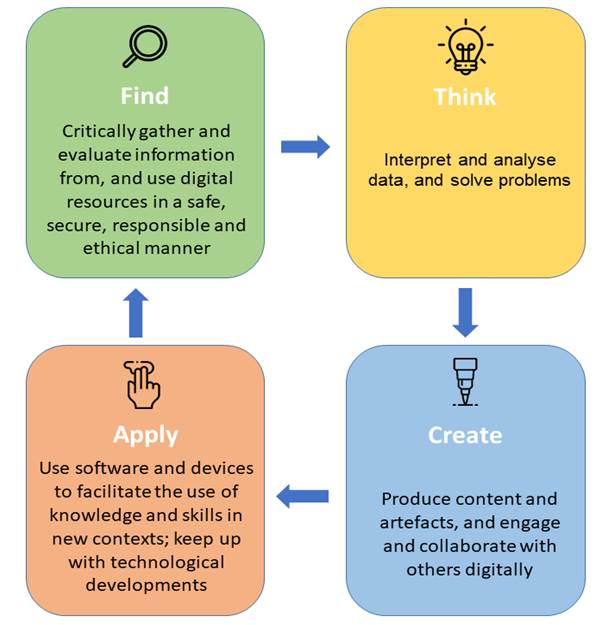 Find
Critically gather and
evaluate information
from, and use digital
resources in a safe,
secure, responsible and
ethical manner
Think
Interpret and analyse
data, and solve problems
Create
Produce content and
artefacts, and engage
and collaborate with
others digitally
Apply
Use software and devices
to facilitate the use of
knowledge and skills in
new contexts; keep up
with technological
developments